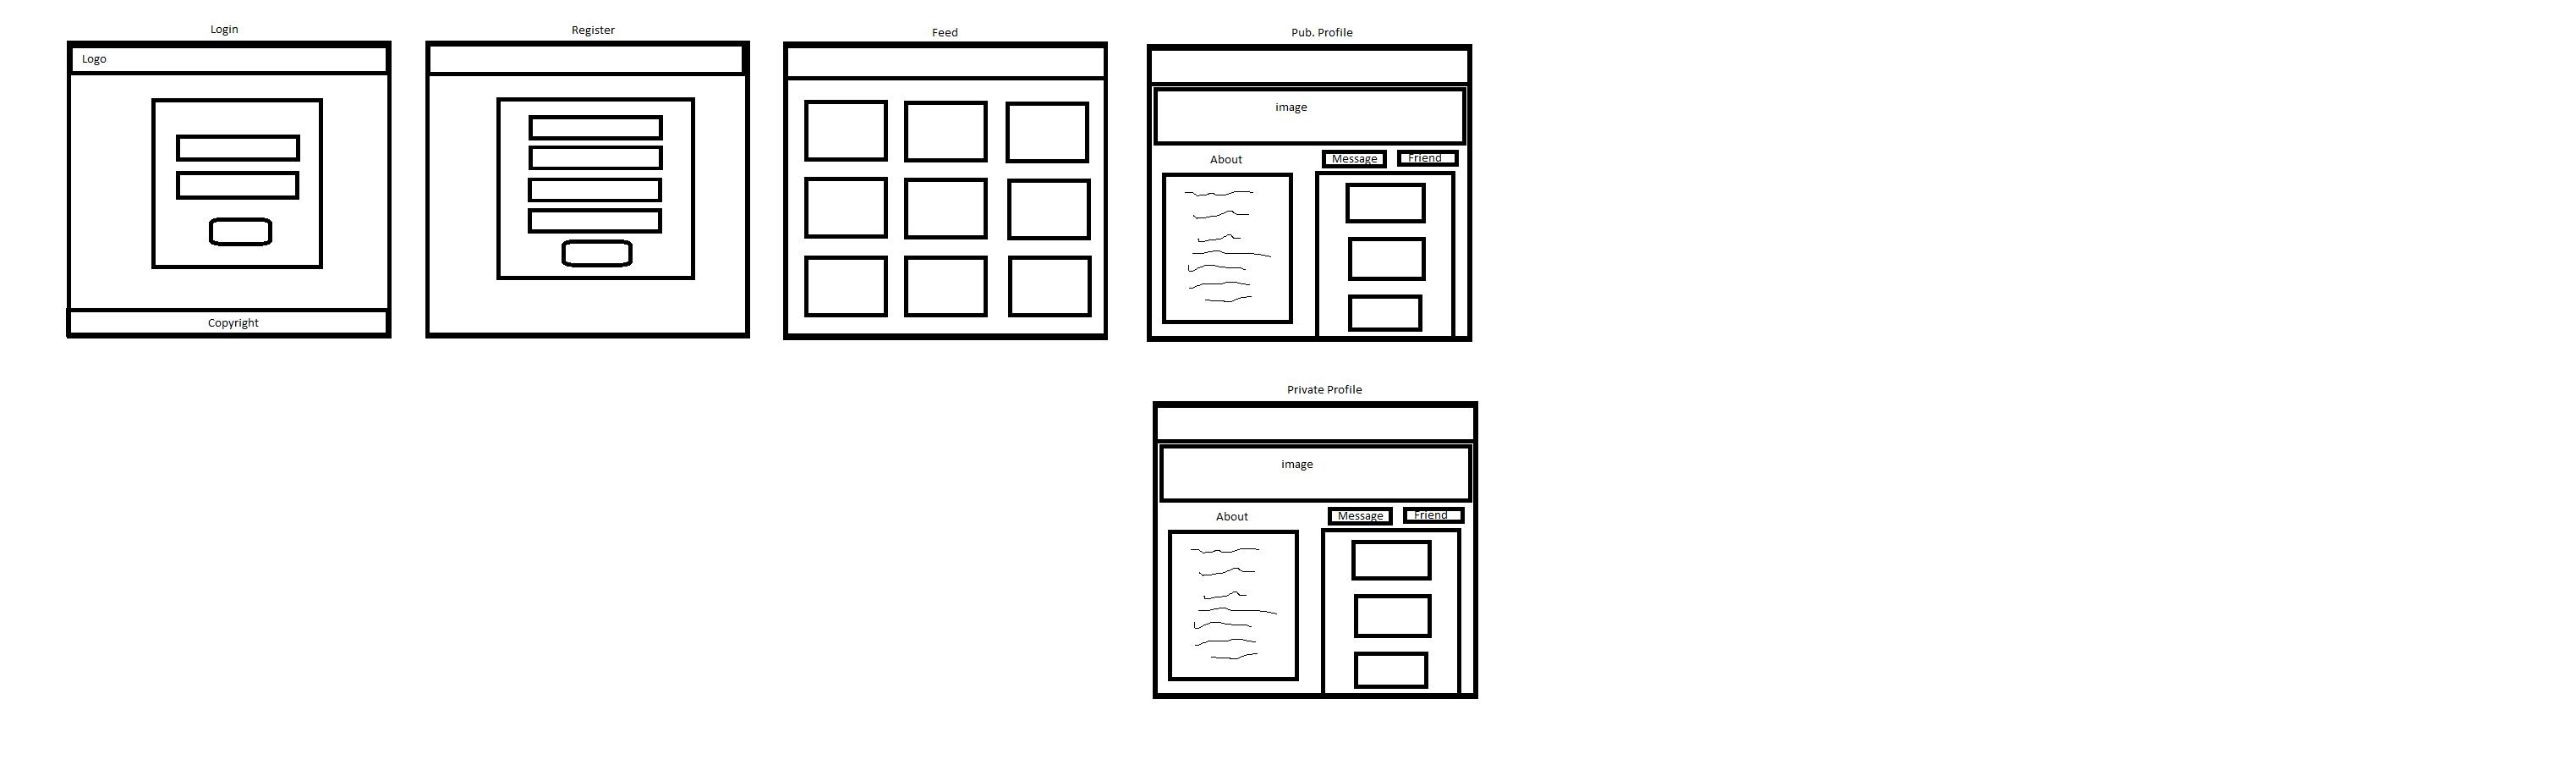 Login
Register
Feed
Pub. Profile
Logo
image
About
Message
Friend
Copyright
Private Profile
image
About
Message
Friend